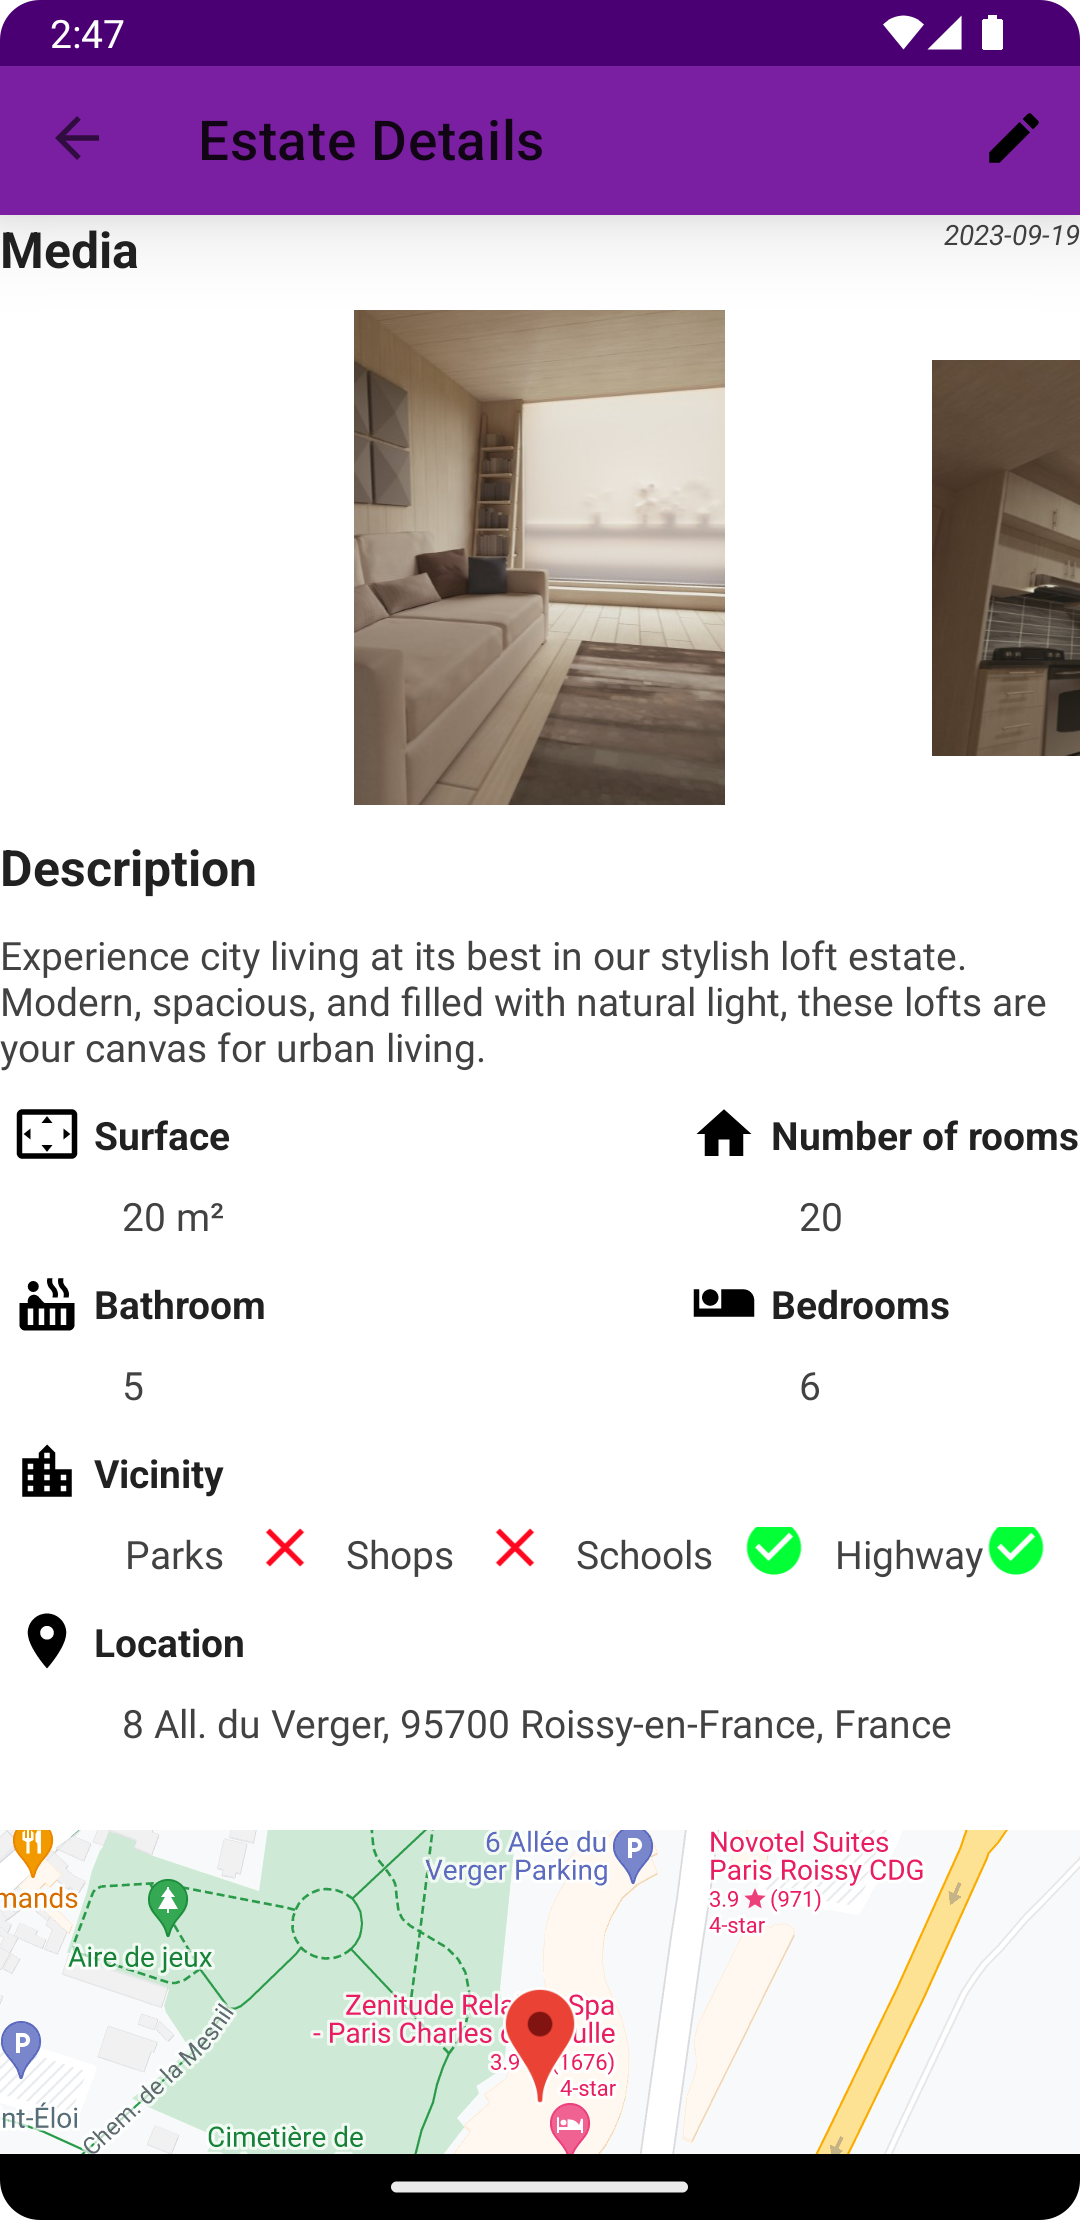 2:47
Estate Details
Media
2023-09-19
Description
Experience city living at its best in our stylish loft estate.
Modern, spacious, and filled with natural light, these lofts are
your canvas for urban living.
Surface
Number of rooms
20 m²
20
Bathroom
Bedrooms
5
6
Vicinity
Parks
Shops
Schools
Highway
Location
8 All. du Verger, 95700 Roissy-en-France, France
6 Allée du
Verger Parking
P
Novotel Suites
Paris Roissy CDG
3.9 ★ (971)
4-star
mands
Aire de jeux
Zenitude Rela Spa
- Paris Charles d ulle
3.9 (1676)
4-star
P
nt-Éloi
Chem. de la Mesnil
Cimetière de